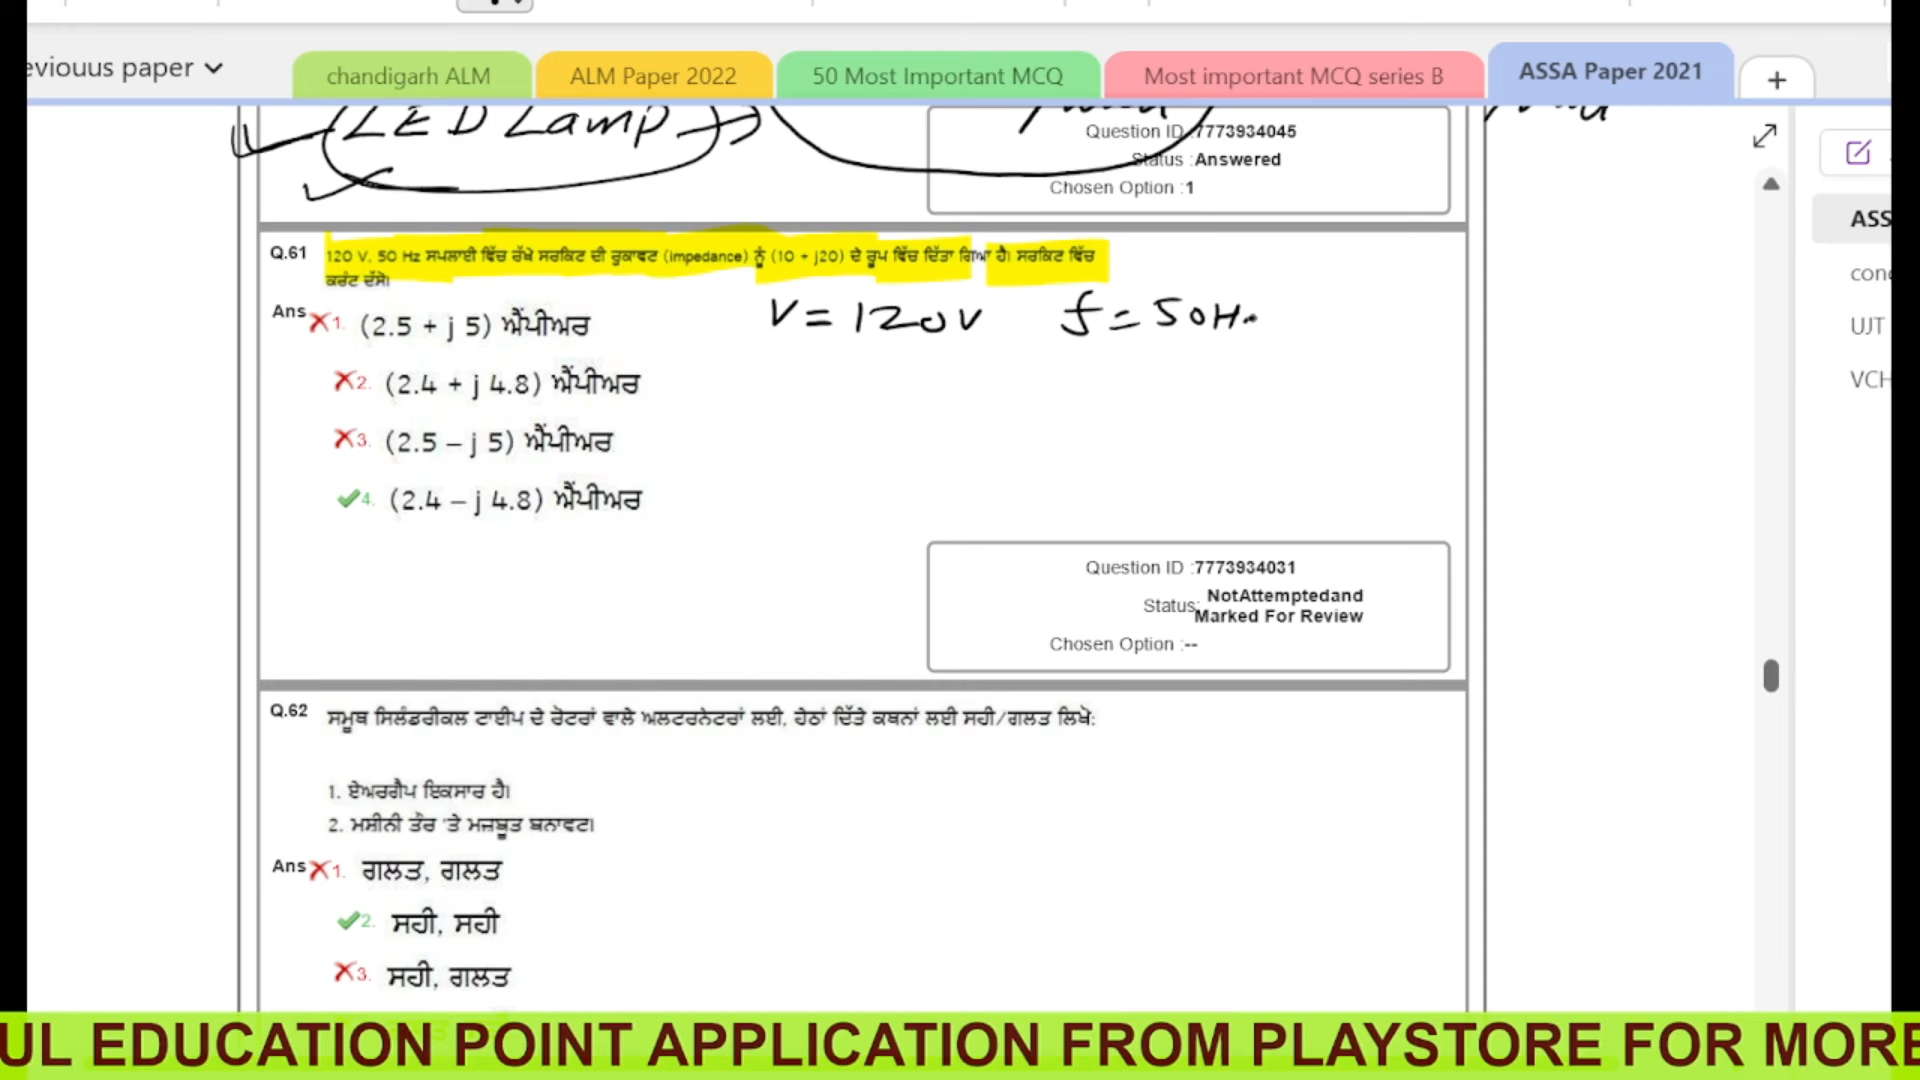 eviouus paper
chandigarh ALM
ALM Paper 2022
50 Most Important MCQ
Most important MCQ series B
ASSA Paper 2021
+
LED Lamp
Question ID :7773934045
Status :Answered
Chosen Option :1
ASS
UJT
VCH
Q.61 120 V, 50 Hz ਸਪਲਾਈ ਵਿੱਚ ਰੱਖੇ ਸਰਕਿਟ ਦੀ ਰੁਕਾਵਟ (impedance) ਨੂੰ (10 + j20) ਦੇ ਰੂਪ ਵਿੱਚ ਦਿੱਤਾ ਗਿਆ ਹੈ। ਸਰਕਿਟ ਵਿੱਚ
ਕਰੰਟ ਦੱਸੋ।
V = 120V f = 50H
Ans 1. (2.5 + j 5) ਐਂਪੀਅਰ
2. (2.4 + j 4.8) ਐਂਪੀਅਰ
3. (2.5 – j 5) ਐਂਪੀਅਰ
4. (2.4 – j 4.8) ਐਂਪੀਅਰ
Question ID :7773934031
Status: NotAttemptedand
Marked For Review
Chosen Option :--
Q.62 ਸਮੂਥ ਸਿਲੰਡਰੀਕਲ ਟਾਈਪ ਦੇ ਰੋਟਰਾਂ ਵਾਲੇ ਅਲਟਰਨੇਟਰਾਂ ਲਈ, ਹੇਠਾਂ ਦਿੱਤੇ ਕਥਨਾਂ ਲਈ ਸਹੀ/ਗਲਤ ਲਿਖੋ:
1. ਏਅਰਗੈਪ ਇਕਸਾਰ ਹੈ।
2. ਮਸ਼ੀਨੀ ਤੌਰ 'ਤੇ ਮਜ਼ਬੂਤ ਬਨਾਵਟ।
Ans 1. ਗਲਤ, ਗਲਤ
2. ਸਹੀ, ਸਹੀ
3. ਸਹੀ, ਗਲਤ
UL EDUCATION POINT APPLICATION FROM PLAYSTORE FOR MORE